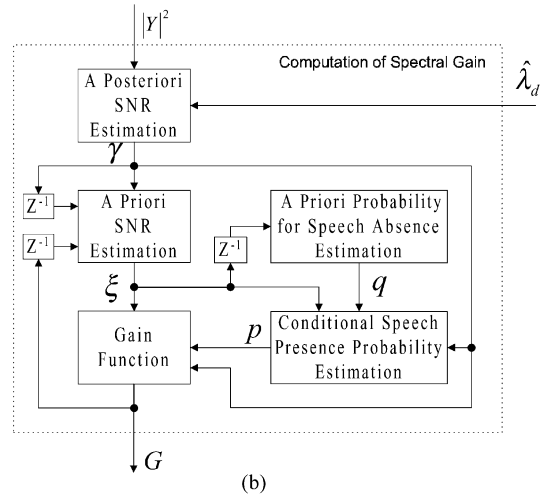 |Y|²
Computation of Spectral Gain
λ̂_d
A Posteriori
SNR
Estimation
γ
Z⁻¹
A Priori
SNR
Estimation
Z⁻¹
A Priori Probability
for Speech Absence
Estimation
Z⁻¹
ξ
q
Gain
Function
p
Conditional Speech
Presence Probability
Estimation
G
(b)